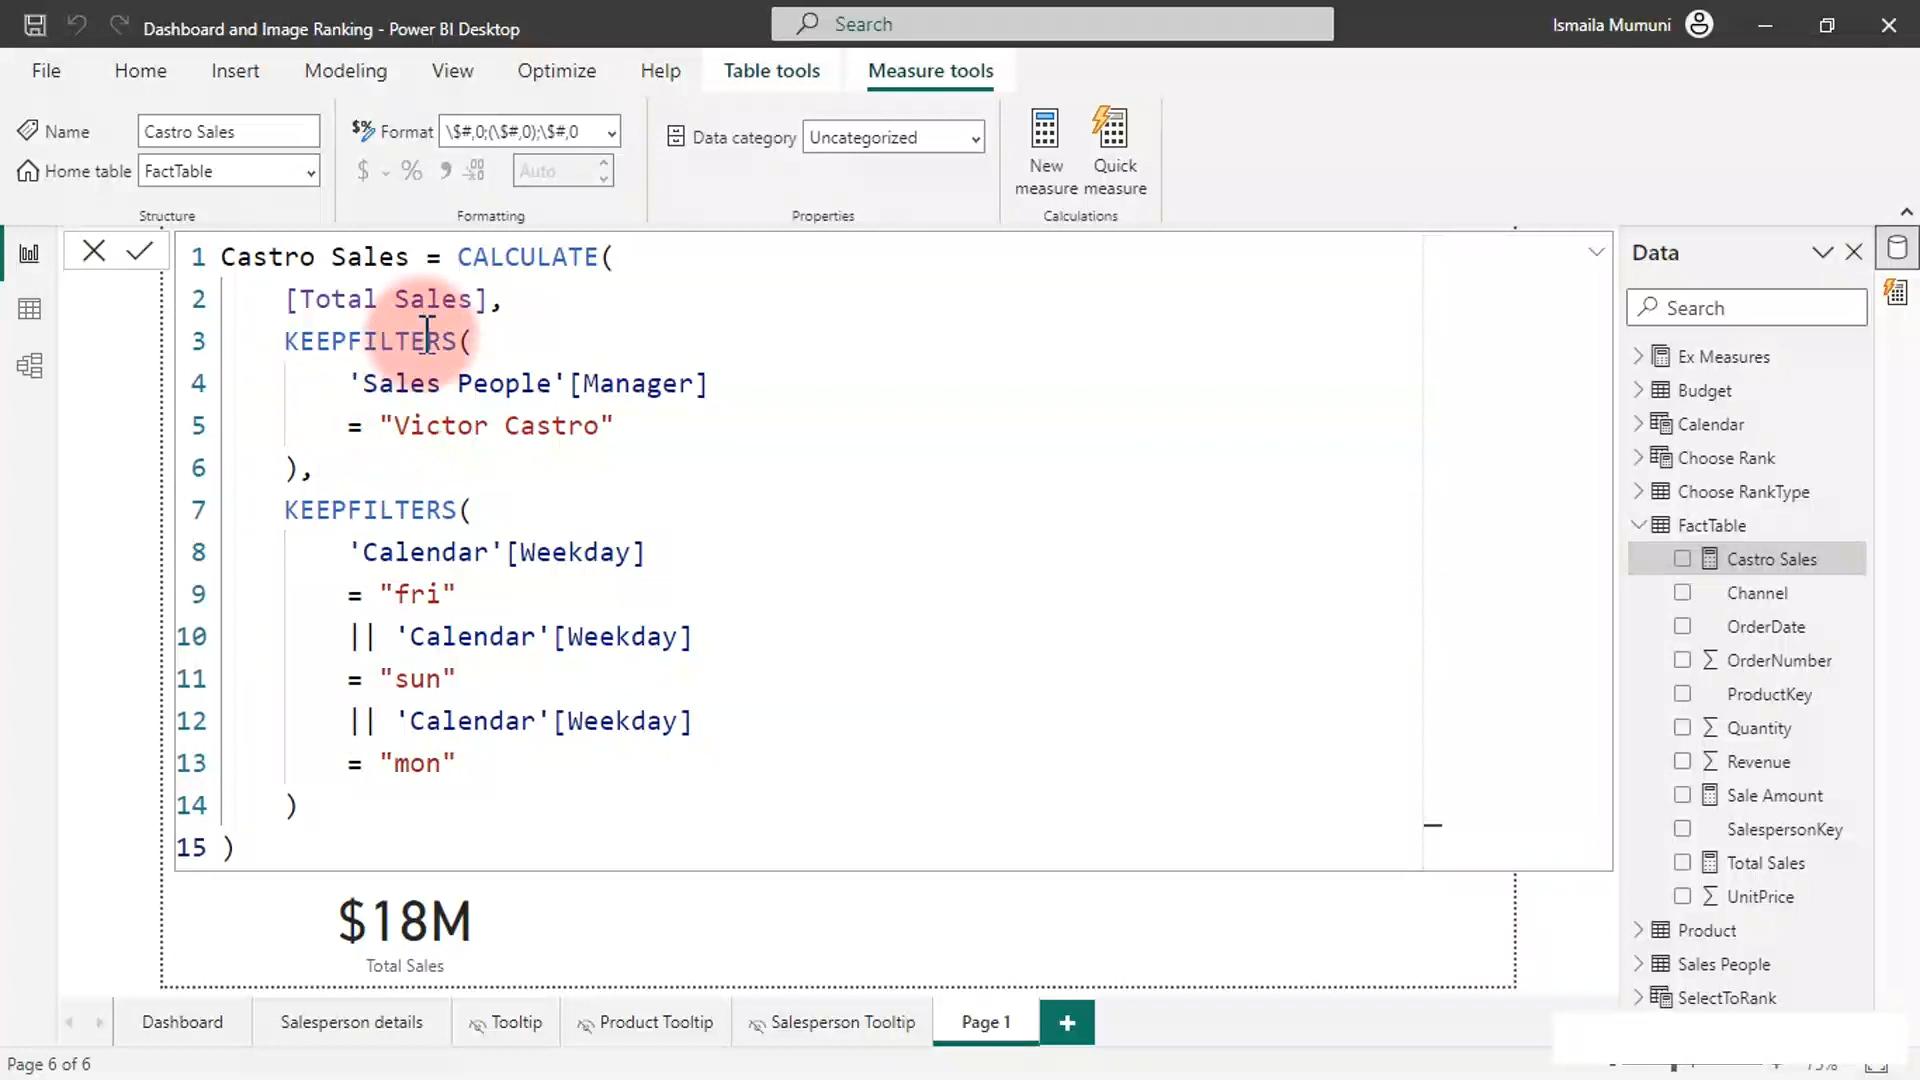 Dashboard and Image Ranking - Power BI Desktop
Search
Ismaila Mumuni
File
Home
Insert
Modeling
View
Optimize
Help
Table tools
Measure tools
Name
Castro Sales
Home table
FactTable
Structure
Format
\$#,0;(\$#,0);\$#,0
$
%
Auto
Formatting
Data category
Uncategorized
Properties
New measure
Quick measure
Calculations
1 Castro Sales = CALCULATE(
2 [Total Sales],
3 KEEPFILTERS(
4 'Sales People'[Manager]
5 = "Victor Castro"
6 ),
7 KEEPFILTERS(
8 'Calendar'[Weekday]
9 = "fri"
10 || 'Calendar'[Weekday]
11 = "sun"
12 || 'Calendar'[Weekday]
13 = "mon"
14 )
15 )
$18M
Total Sales
Data
Search
Ex Measures
Budget
Calendar
Choose Rank
Choose RankType
FactTable
Castro Sales
Channel
OrderDate
OrderNumber
ProductKey
Quantity
Revenue
Sale Amount
SalespersonKey
Total Sales
UnitPrice
Product
Sales People
SelectToRank
Dashboard
Salesperson details
Tooltip
Product Tooltip
Salesperson Tooltip
Page 1
Page 6 of 6